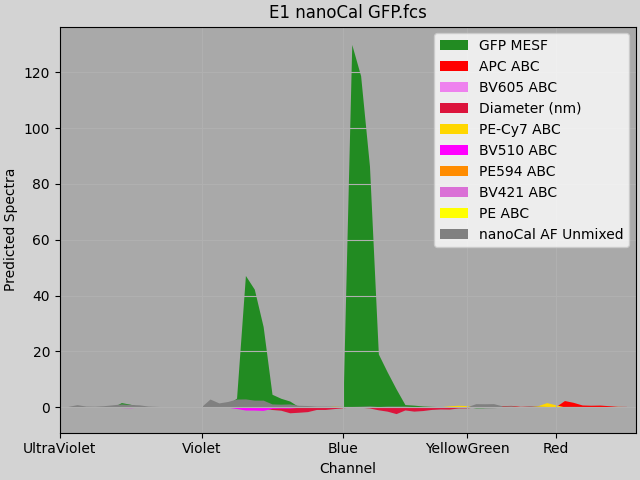 E1 nanoCal GFP.fcs
GFP MESF
APC ABC
BV605 ABC
Diameter (nm)
PE-Cy7 ABC
BV510 ABC
PE594 ABC
BV421 ABC
PE ABC
nanoCal AF Unmixed
Predicted Spectra
120
100
80
60
40
20
0
UltraViolet Violet Blue YellowGreen Red
Channel